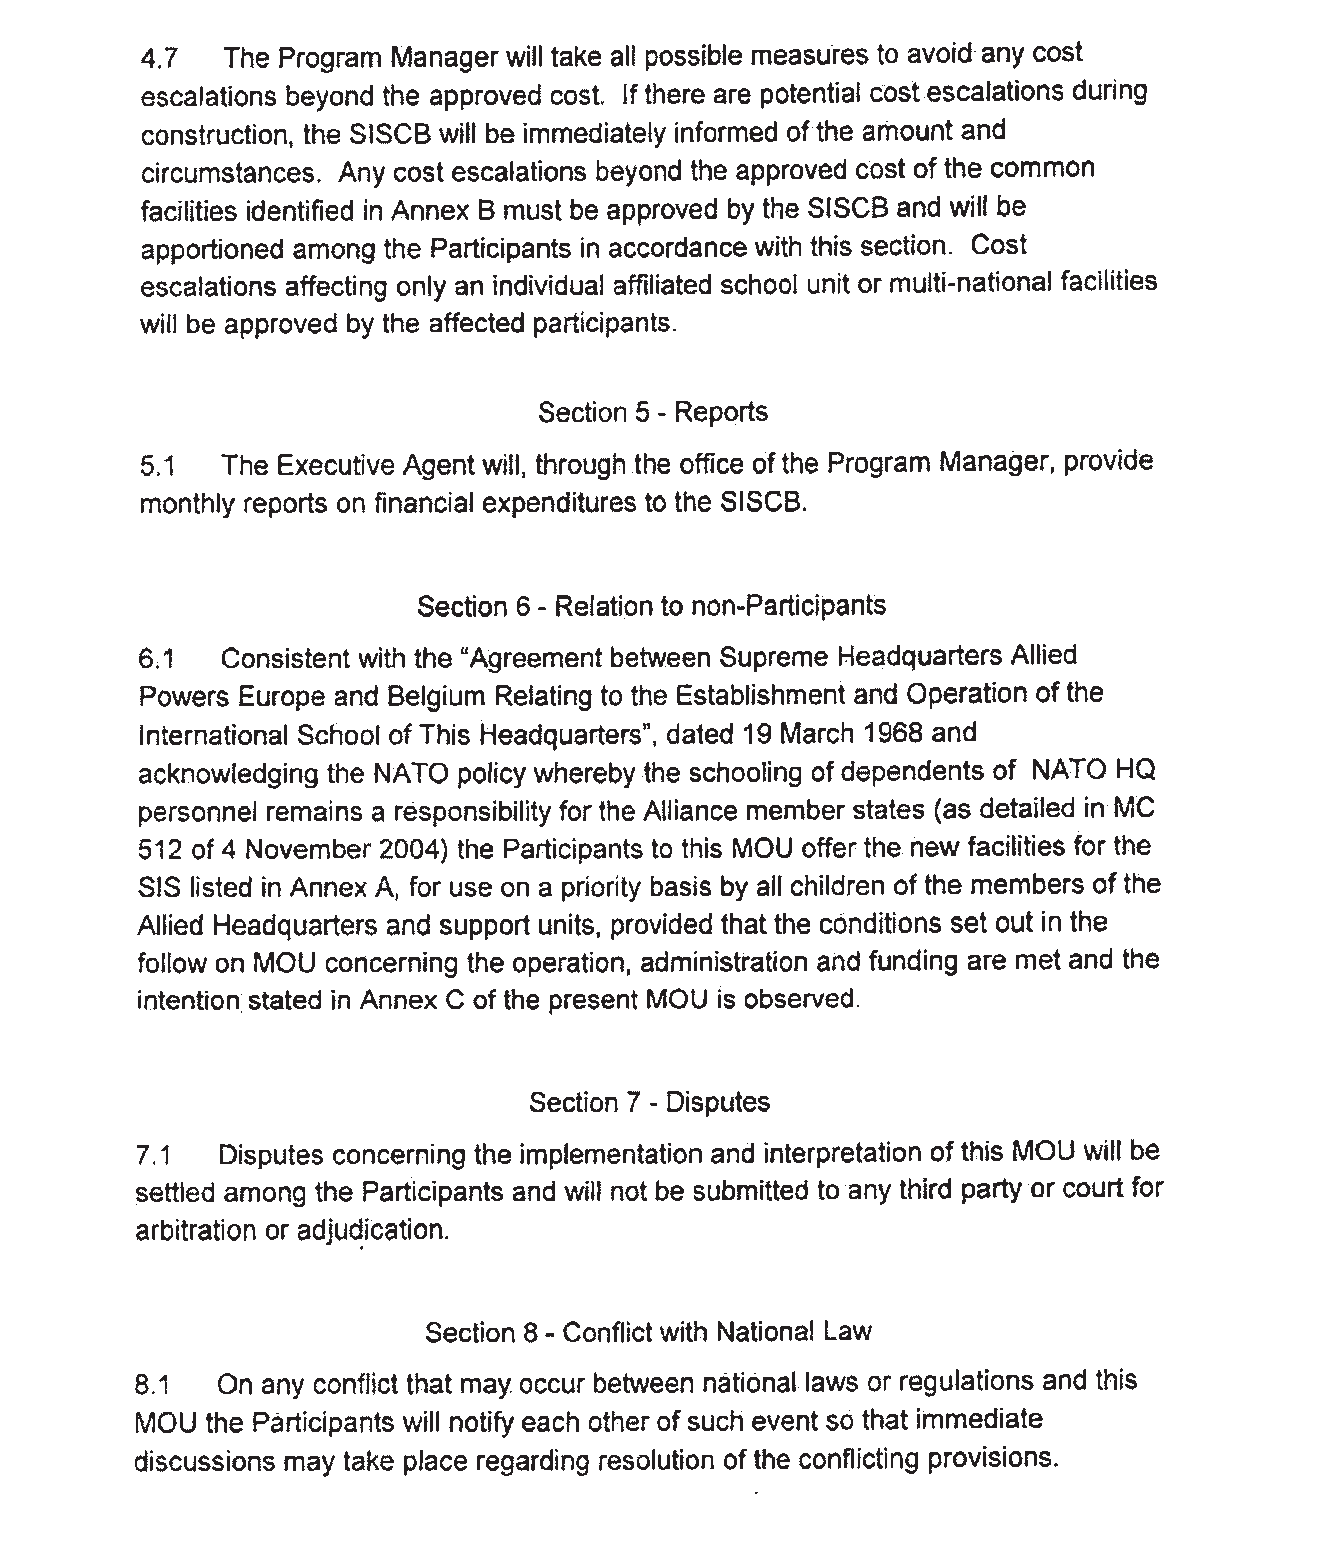 4.7 The Program Manager will take all possible measures to avoid any cost
escalations beyond the approved cost. If there are potential cost escalations during
construction, the SISCB will be immediately informed of the amount and
circumstances. Any cost escalations beyond the approved cost of the common
facilities identified in Annex B must be approved by the SISCB and will be
apportioned among the Participants in accordance with this section. Cost
escalations affecting only an individual affiliated school unit or multi-national facilities
will be approved by the affected participants.
Section 5 - Reports
5.1 The Executive Agent will, through the office of the Program Manager, provide
monthly reports on financial expenditures to the SISCB.
Section 6 - Relation to non-Participants
6.1 Consistent with the “Agreement between Supreme Headquarters Allied
Powers Europe and Belgium Relating to the Establishment and Operation of the
International School of This Headquarters”, dated 19 March 1968 and
acknowledging the NATO policy whereby the schooling of dependents of NATO HQ
personnel remains a responsibility for the Alliance member states (as detailed in MC
512 of 4 November 2004) the Participants to this MOU offer the new facilities for the
SIS listed in Annex A, for use on a priority basis by all children of the members of the
Allied Headquarters and support units, provided that the conditions set out in the
follow on MOU concerning the operation, administration and funding are met and the
intention stated in Annex C of the present MOU is observed.
Section 7 - Disputes
7.1 Disputes concerning the implementation and interpretation of this MOU will be
settled among the Participants and will not be submitted to any third party or court for
arbitration or adjudication.
Section 8 - Conflict with National Law
8.1 On any conflict that may occur between national laws or regulations and this
MOU the Participants will notify each other of such event so that immediate
discussions may take place regarding resolution of the conflicting provisions.